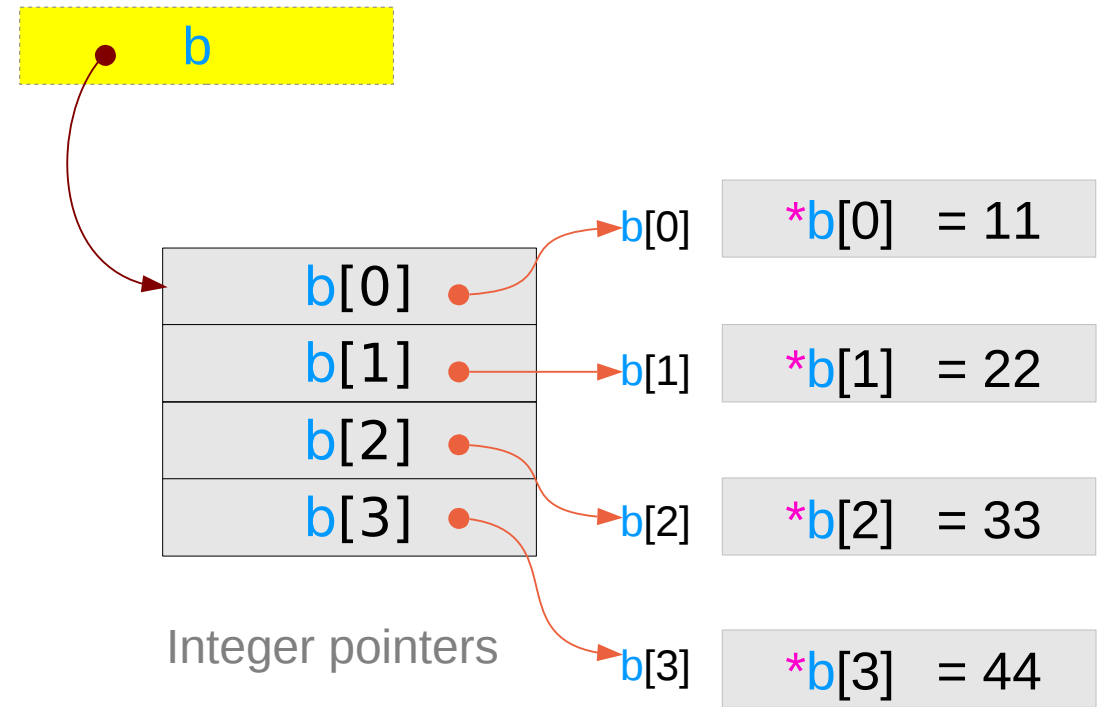 b
b[0]
b[1]
b[2]
b[3]
Integer pointers
b[0] *b[0] = 11
b[1] *b[1] = 22
b[2] *b[2] = 33
b[3] *b[3] = 44